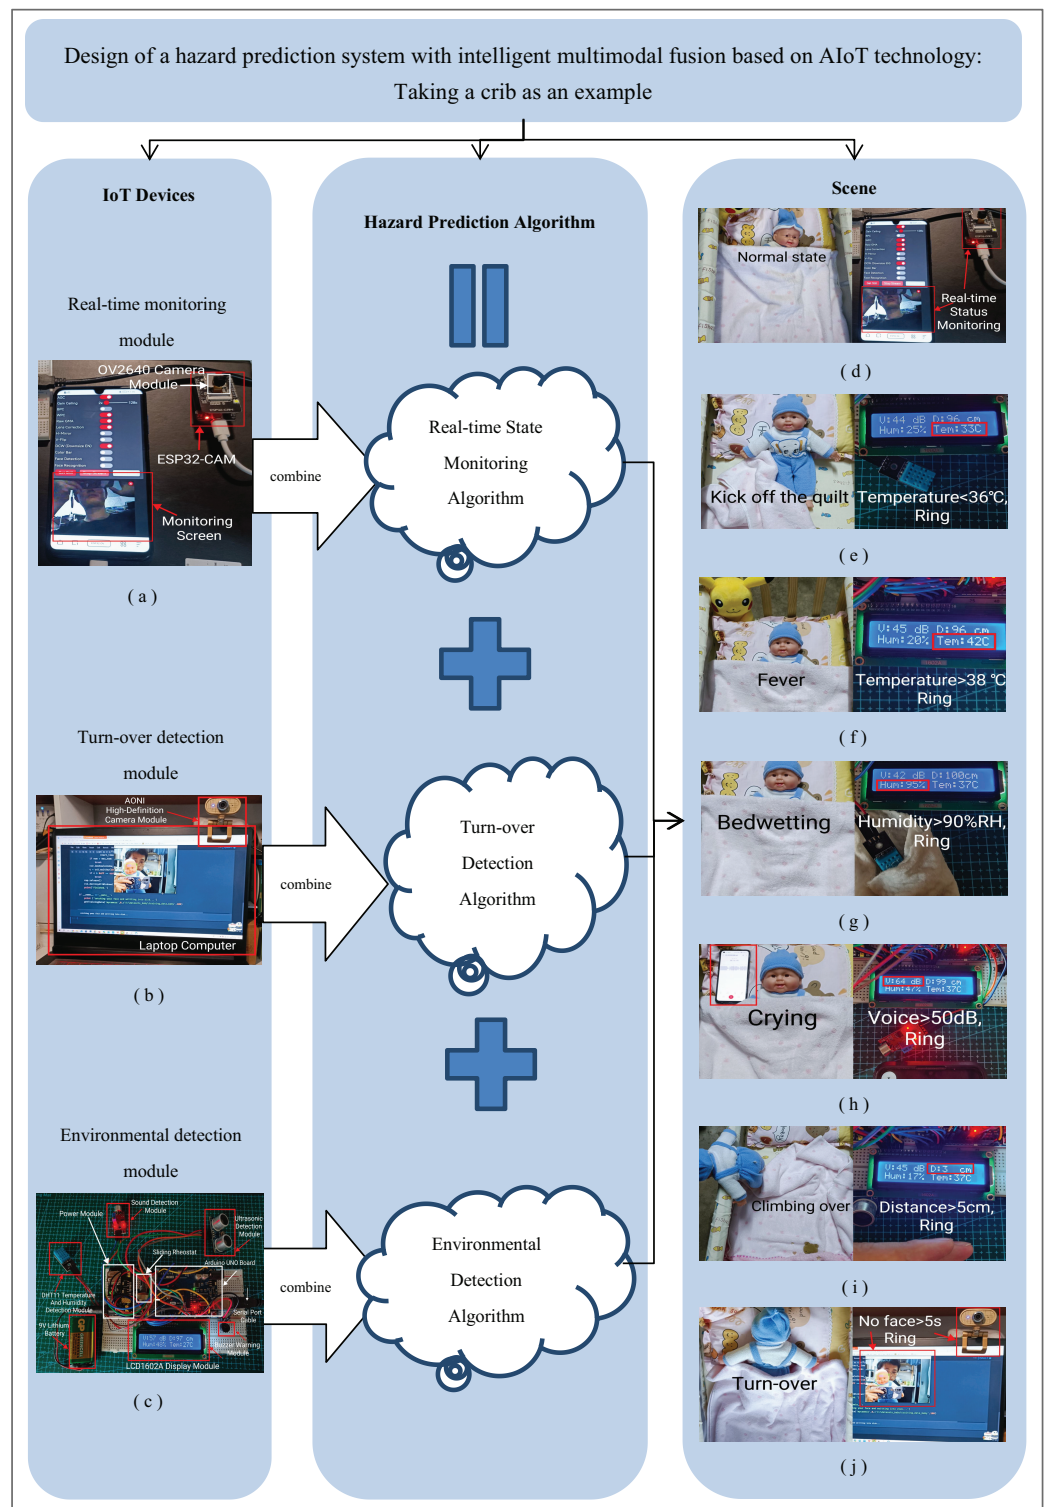 Design of a hazard prediction system with intelligent multimodal fusion based on AIoT technology:
Taking a crib as an example
IoT Devices
Real-time monitoring
module
OV2640 Camera
Module
ESP32-CAM
Monitoring
Screen
( a )
Turn-over detection
module
AONI
High-Definition
Camera Module
Laptop Computer
( b )
Environmental detection
module
Sound Detection
Module
Power Module
Ultrasonic
Detection
Module
Sliding Rheostat
Arduino UNO Board
DHT11 Temperature
And Humidity
Detection Module
Serial Port
Cable
9V Lithium
Battery
Buzzer Warning
Module
LCD1602A Display Module
( c )
combine
combine
combine
Hazard Prediction Algorithm
Real-time State
Monitoring
Algorithm
Turn-over
Detection
Algorithm
Environmental
Detection
Algorithm
Scene
Normal state
Real-time
Status
Monitoring
( d )
V:44 dB D:96 cm
Hum:25% Tem:33C
Kick off the quilt
Temperature<36℃,
Ring
( e )
V:45 dB D:96 cm
Hum:20% Tem:42C
Fever
Temperature>38 ℃
Ring
( f )
V:42 dB D:100cm
Hum:95% Tem:37C
Bedwetting
Humidity>90%RH,
Ring
( g )
V:64 dB D:99 cm
Hum:47% Tem:37C
Crying
Voice>50dB,
Ring
( h )
V:45 dB D:3 cm
Hum:17% Tem:37C
Climbing over
Distance>5cm,
Ring
( i )
No face>5s
Ring
Turn-over
( j )